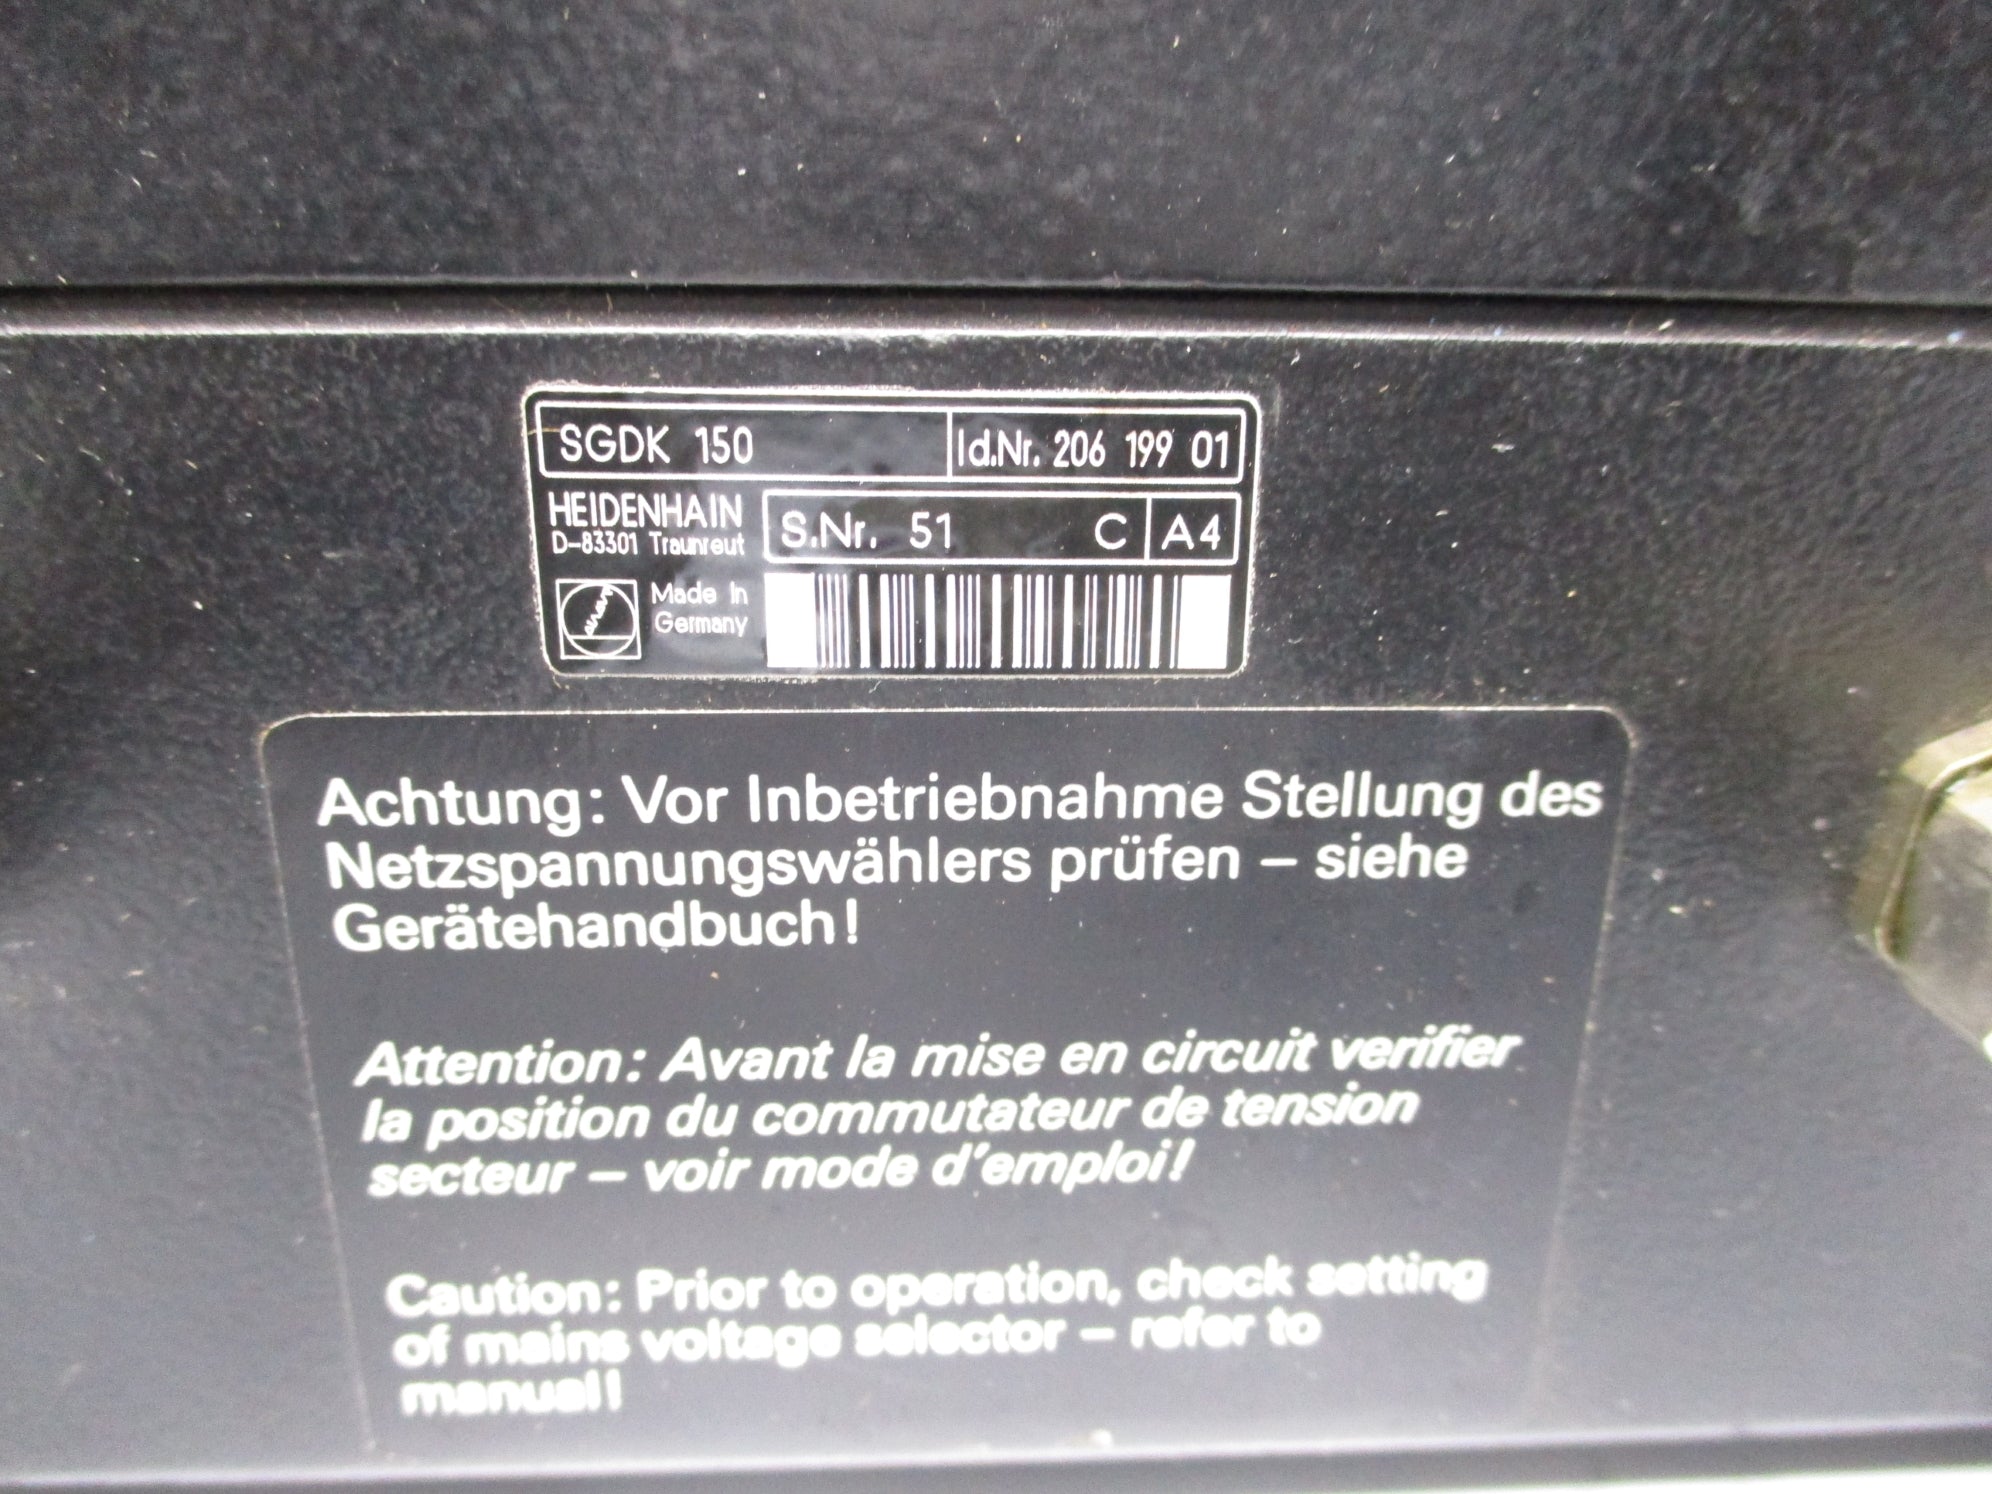 SGDK 150 Id.Nr. 206 199 01
HEIDENHAIN S.Nr. 51 C A4
D-83301 Traunreut
Made in
Germany
Achtung: Vor Inbetriebnahme Stellung des
Netzspannungswählers prüfen – siehe
Gerätehandbuch!
Attention: Avant la mise en circuit verifier
la position du commutateur de tension
secteur – voir mode d'emploi!
Caution: Prior to operation, check setting
of mains voltage selector – refer to
manual!